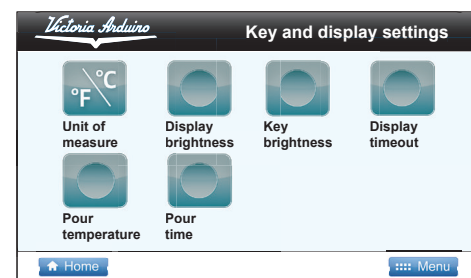 Victoria Arduino
Key and display settings
°F
°C
Unit of
measure
Display
brightness
Key
brightness
Display
timeout
Pour
temperature
Pour
time
Home
Menu